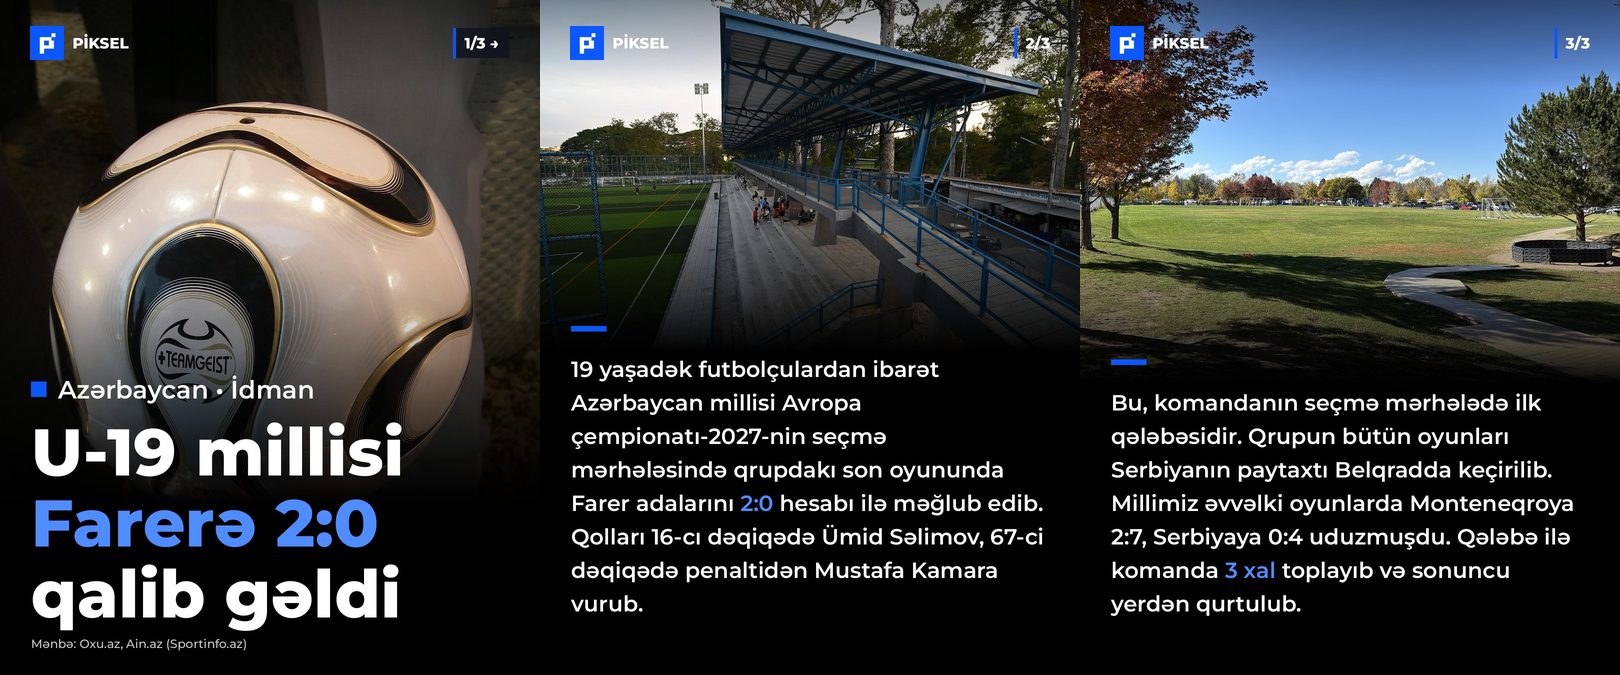 PİKSEL
1/3 →
+TEAMGEIST
Azərbaycan • İdman
U-19 millisi
Farerə 2:0
qalib gəldi
Mənbə: Oxu.az, Ain.az (Sportinfo.az)
PİKSEL
2/3
19 yaşadək futbolçulardan ibarət
Azərbaycan millisi Avropa
çempionatı-2027-nin seçmə
mərhələsində qrupdakı son oyununda
Farer adalarını 2:0 hesabı ilə məğlub edib.
Qolları 16-cı dəqiqədə Ümid Səlimov, 67-ci
dəqiqədə penaltidən Mustafa Kamara
vurub.
PİKSEL
3/3
Bu, komandanın seçmə mərhələdə ilk
qələbəsidir. Qrupun bütün oyunları
Serbiyanın paytaxtı Belqradda keçirilib.
Millimiz əvvəlki oyunlarda Monteneqroya
2:7, Serbiyaya 0:4 uduzmuşdu. Qələbə ilə
komanda 3 xal toplayıb və sonuncu
yerdən qurtulub.